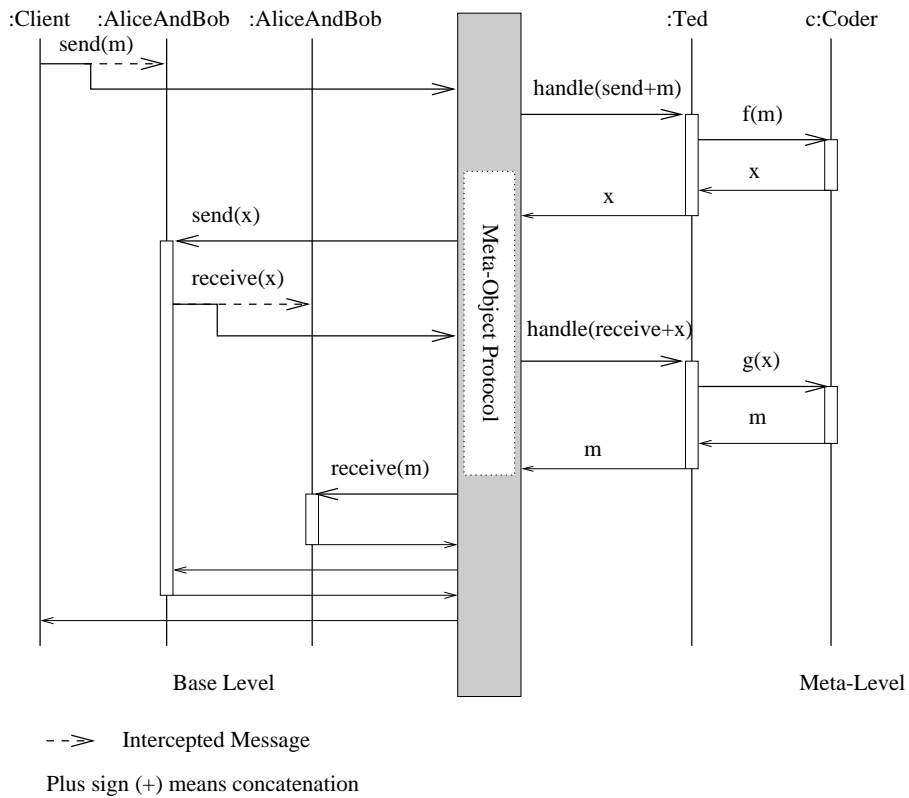 :Client
:AliceAndBob
:AliceAndBob
:Ted
c:Coder
send(m)
handle(send+m)
f(m)
x
x
send(x)
receive(x)
Meta-Object Protocol
handle(receive+x)
g(x)
m
m
receive(m)
Base Level
Meta-Level
Intercepted Message
Plus sign (+) means concatenation